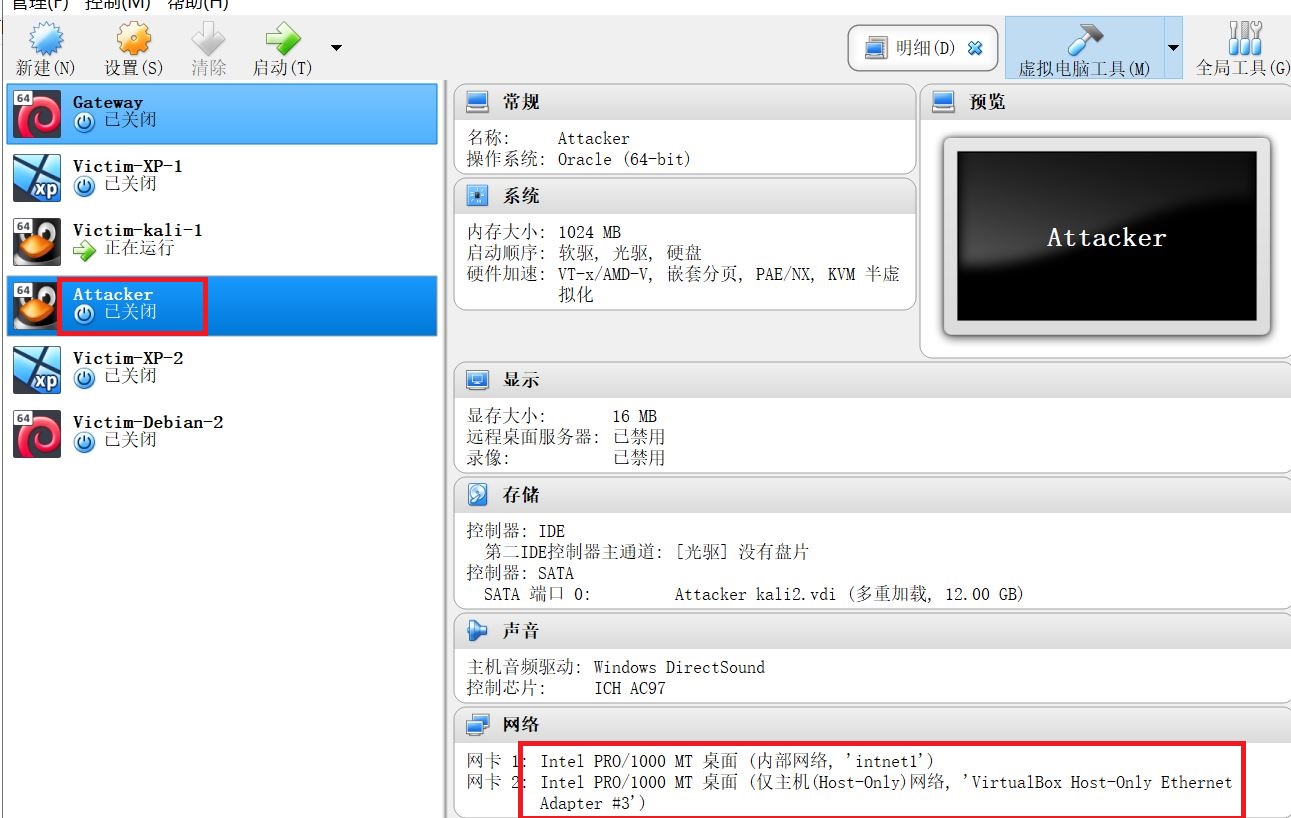 管理(F) 控制(M) 帮助(H)
新建(N) 设置(S) 清除 启动(T)
明细(D) 虚拟电脑工具(M) 全局工具(G)
64 Gateway
已关闭
xp Victim-XP-1
已关闭
64 Victim-kali-1
正在运行
64 Attacker
已关闭
xp Victim-XP-2
已关闭
64 Victim-Debian-2
已关闭
常规
名称: Attacker
操作系统: Oracle (64-bit)
系统
内存大小: 1024 MB
启动顺序: 软驱, 光驱, 硬盘
硬件加速: VT-x/AMD-V, 嵌套分页, PAE/NX, KVM 半虚
拟化
预览
Attacker
显示
显存大小: 16 MB
远程桌面服务器: 已禁用
录像: 已禁用
存储
控制器: IDE
第二IDE控制器主通道: [光驱] 没有盘片
控制器: SATA
SATA 端口 0: Attacker kali2.vdi (多重加载, 12.00 GB)
声音
主机音频驱动: Windows DirectSound
控制芯片: ICH AC97
网络
网卡 1: Intel PRO/1000 MT 桌面 (内部网络, 'intnet1')
网卡 2: Intel PRO/1000 MT 桌面 (仅主机(Host-Only)网络, 'VirtualBox Host-Only Ethernet
Adapter #3')